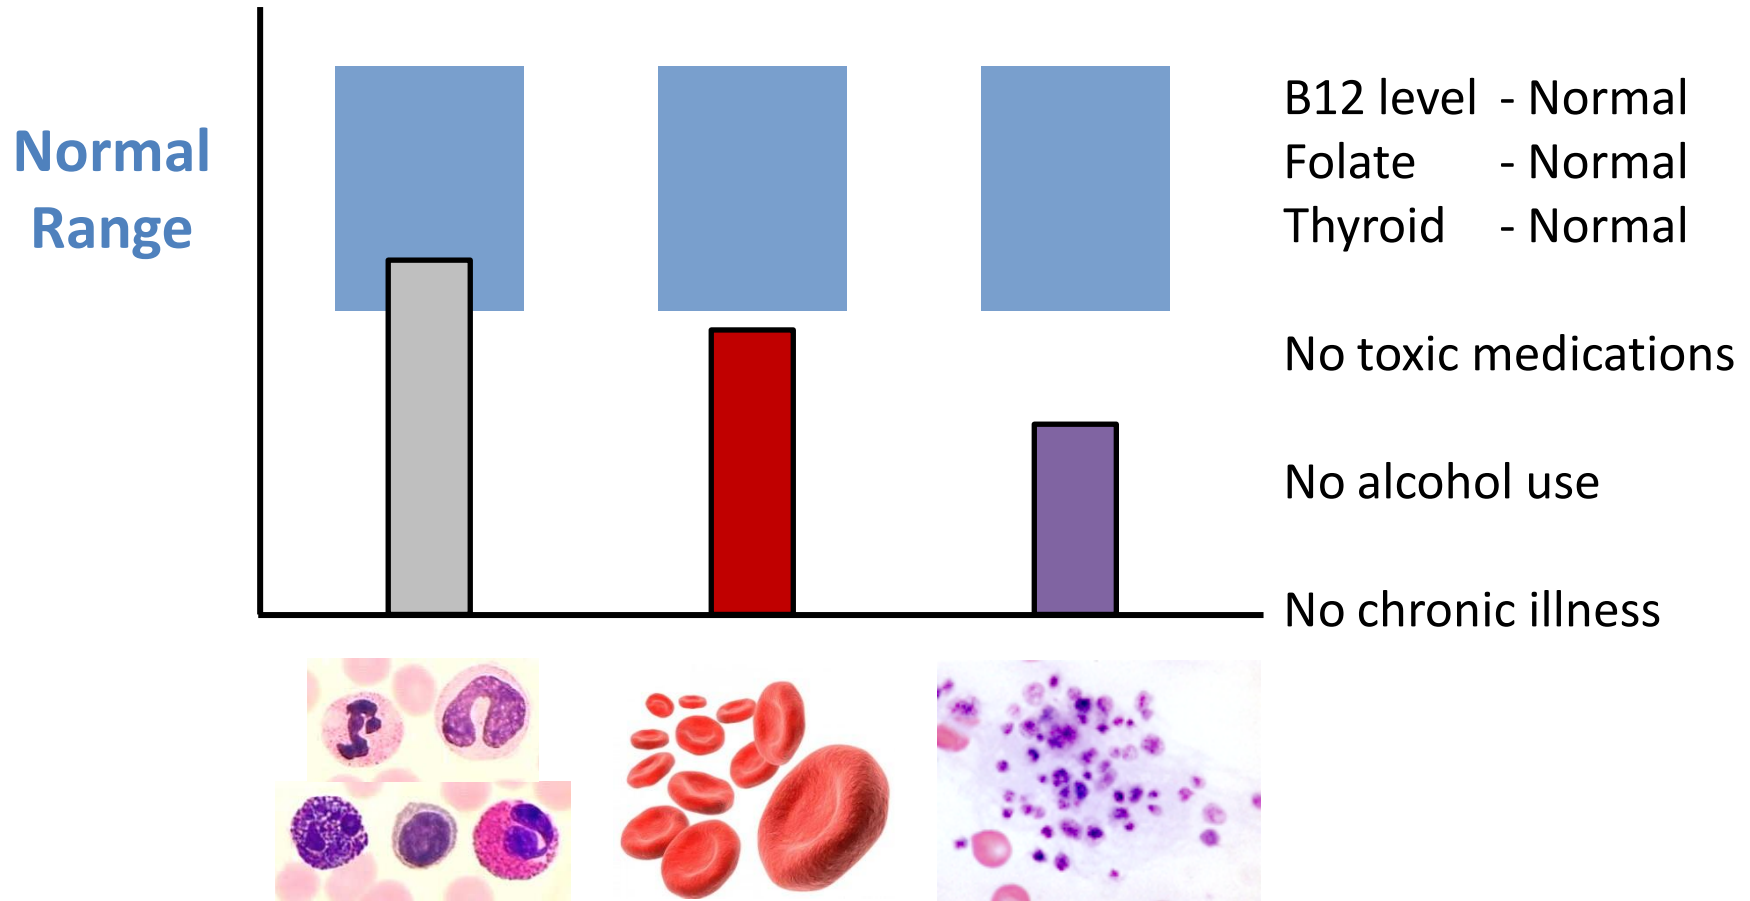 Normal
Range
B12 level - Normal
Folate - Normal
Thyroid - Normal
No toxic medications
No alcohol use
No chronic illness